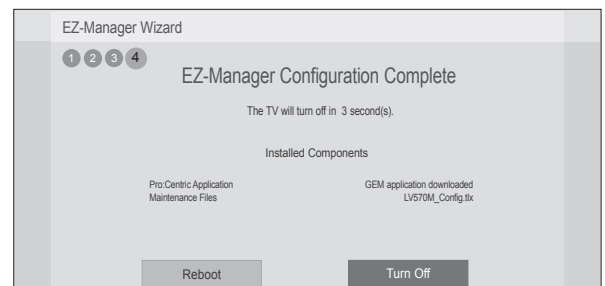 EZ-Manager Wizard
1 2 3 4
EZ-Manager Configuration Complete
The TV will turn off in 3 second(s).
Installed Components
Pro:Centric Application GEM application downloaded
Maintenance Files LV570M_Config.tlx
Reboot Turn Off